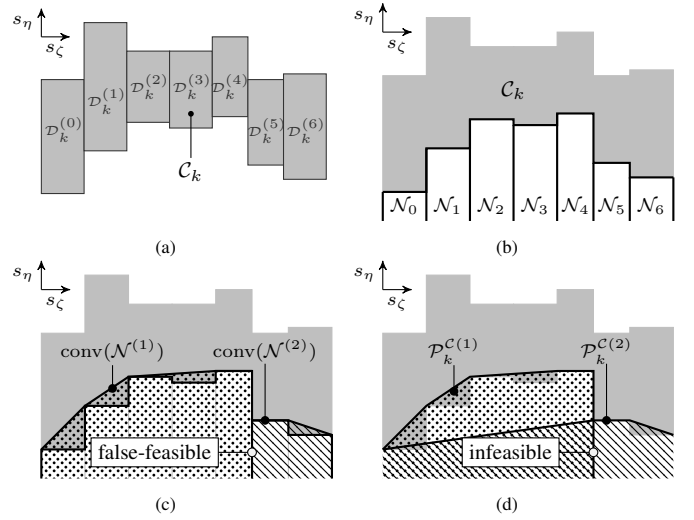 s_η
s_ζ
D_k^(0)
D_k^(1)
D_k^(2)
D_k^(3)
D_k^(4)
D_k^(5)
D_k^(6)
C_k
(a)
C_k
N_0 N_1 N_2 N_3 N_4 N_5 N_6
(b)
s_η
s_ζ
conv(N^(1)) conv(N^(2))
false-feasible
(c)
s_η
s_ζ
P_k^C(1) P_k^C(2)
infeasible
(d)
s_η
s_ζ